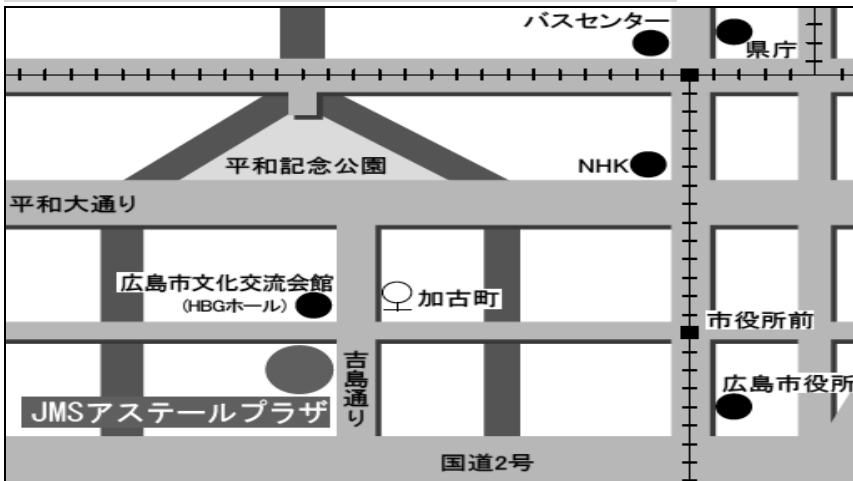 バスセンター
県庁
平和記念公園
NHK
平和大通り
広島市文化交流会館
(HBGホール)
加古町
市役所前
吉島通り
広島市役所
JMSアステールプラザ
国道2号